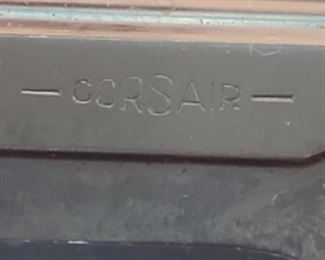 — CORSAIR —